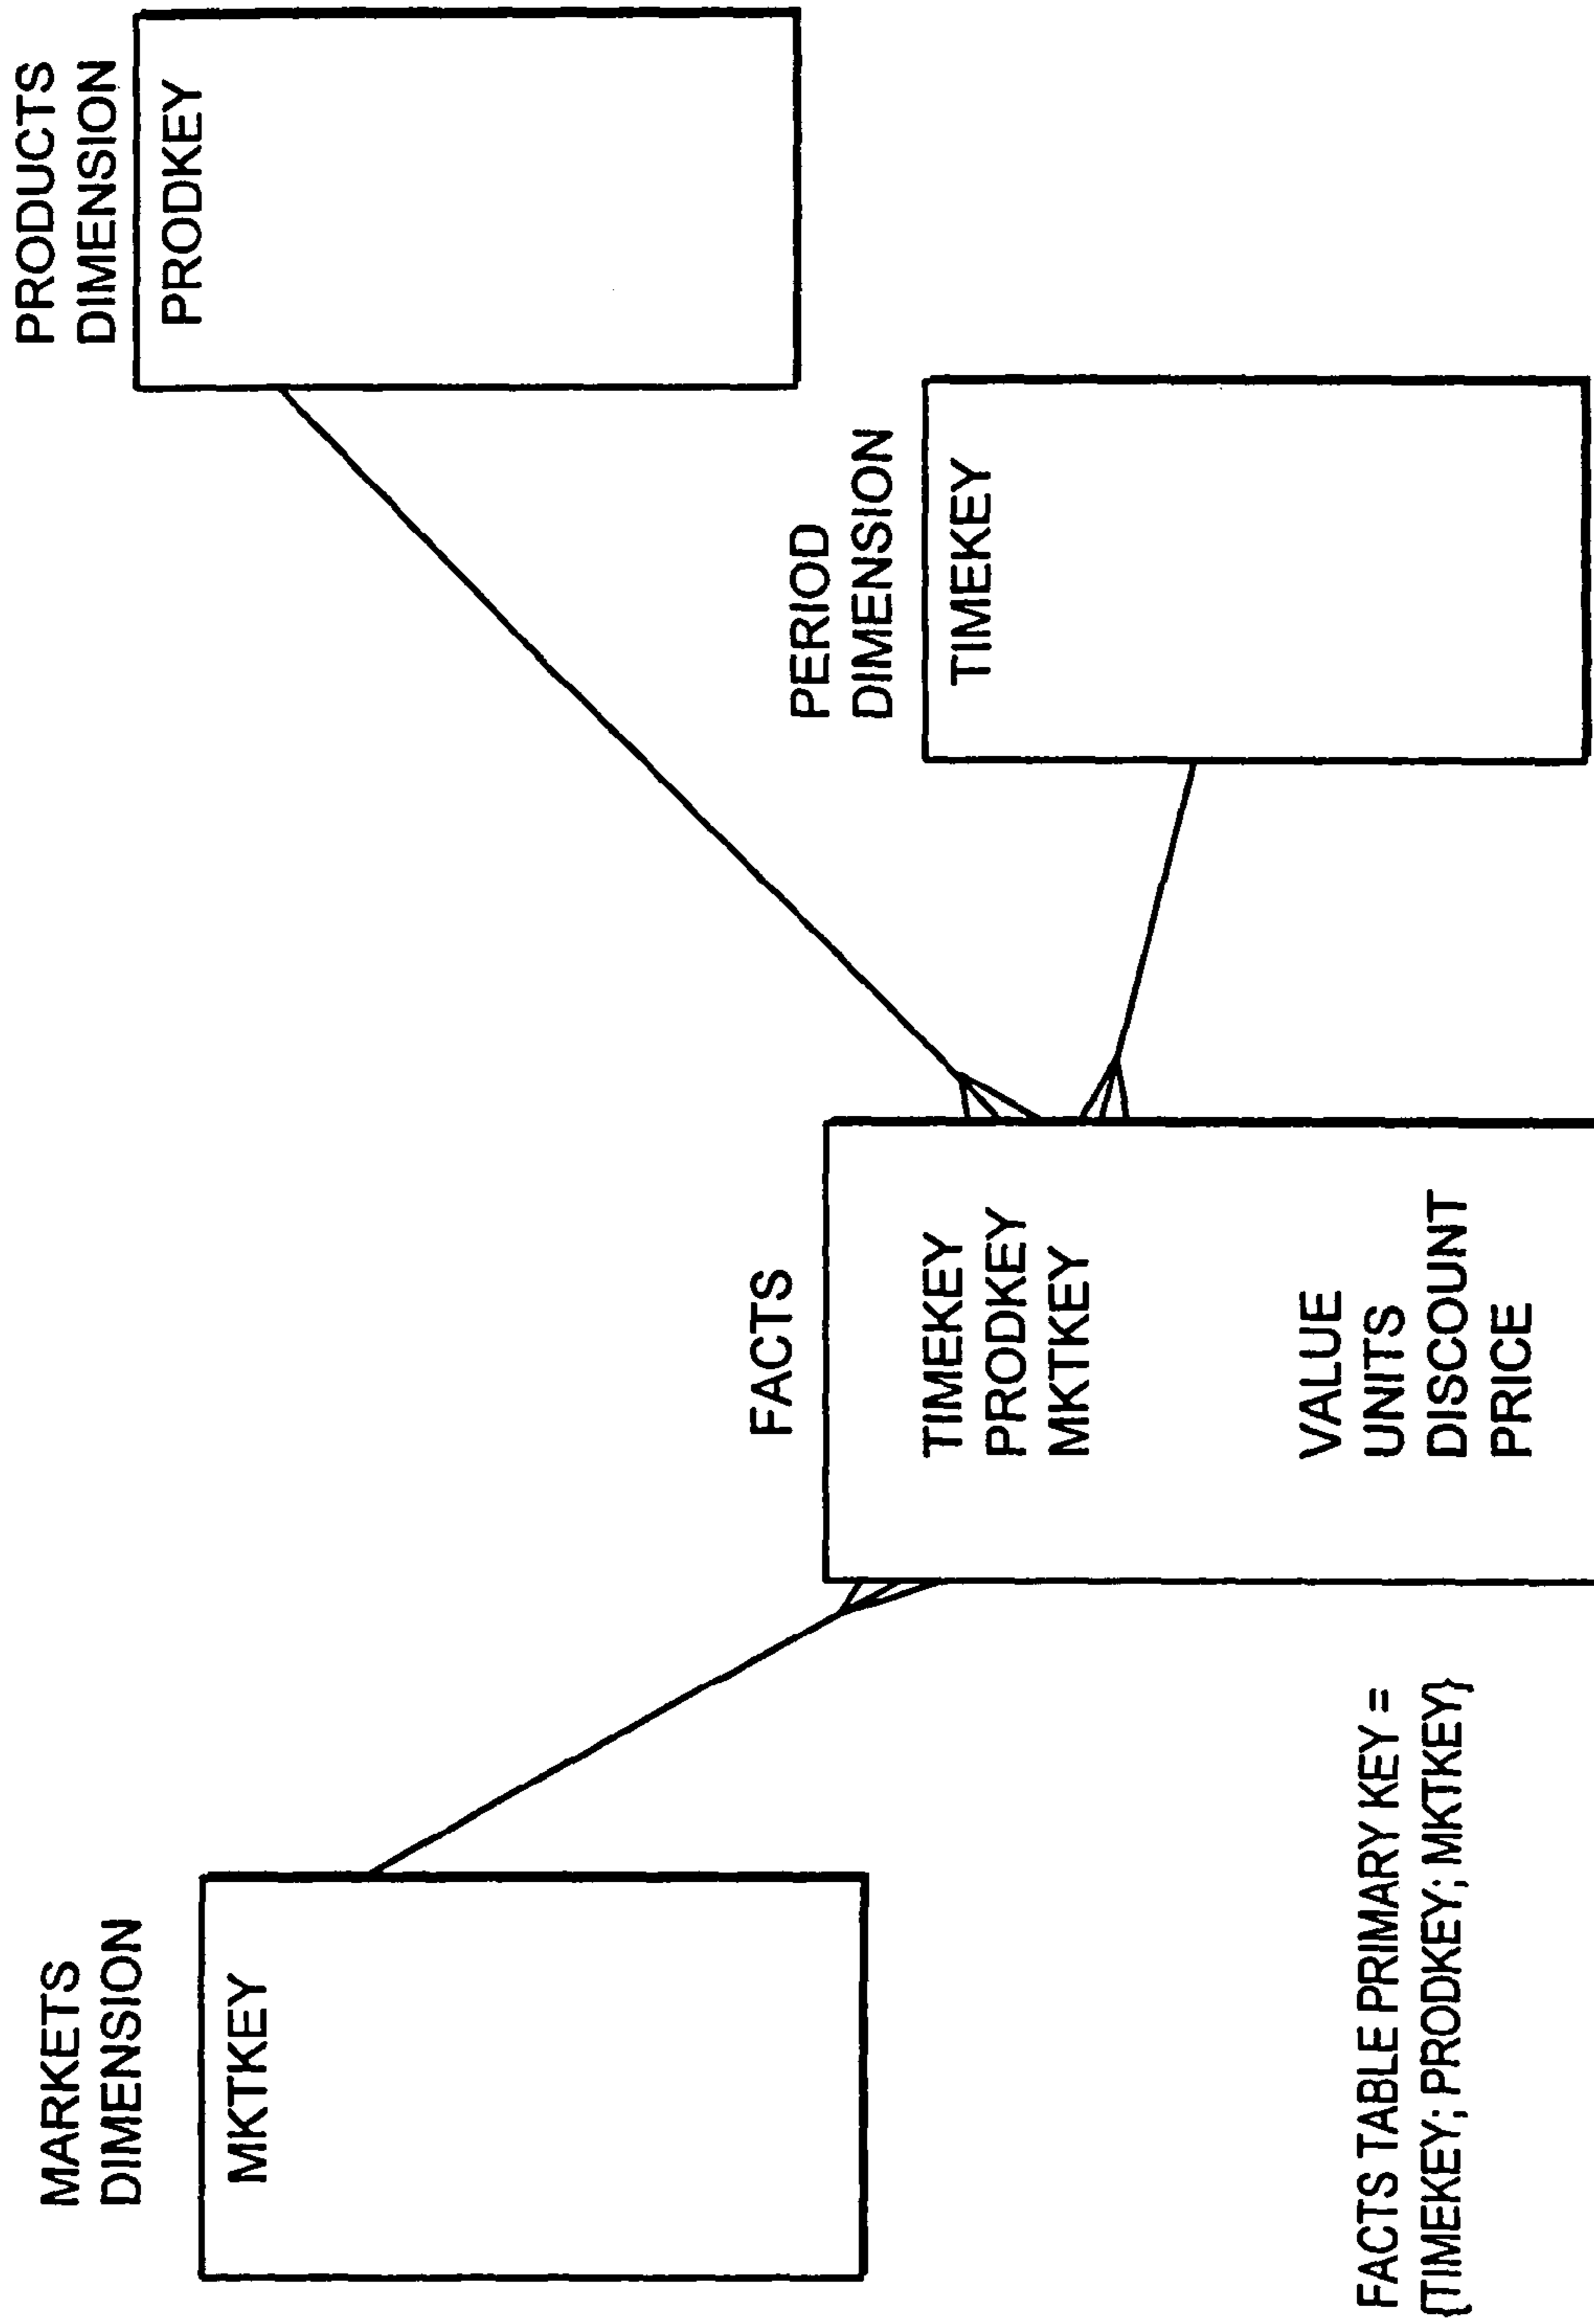 MARKETS
DIMENSION
MKTKEY
FACTS
TIMEKEY
PRODKEY
MKTKEY
VALUE
UNITS
DISCOUNT
PRICE
PRODUCTS
DIMENSION
PRODKEY
PERIOD
DIMENSION
TIMEKEY
FACTS TABLE PRIMARY KEY =
{TIMEKEY; PRODKEY; MKTKEY}